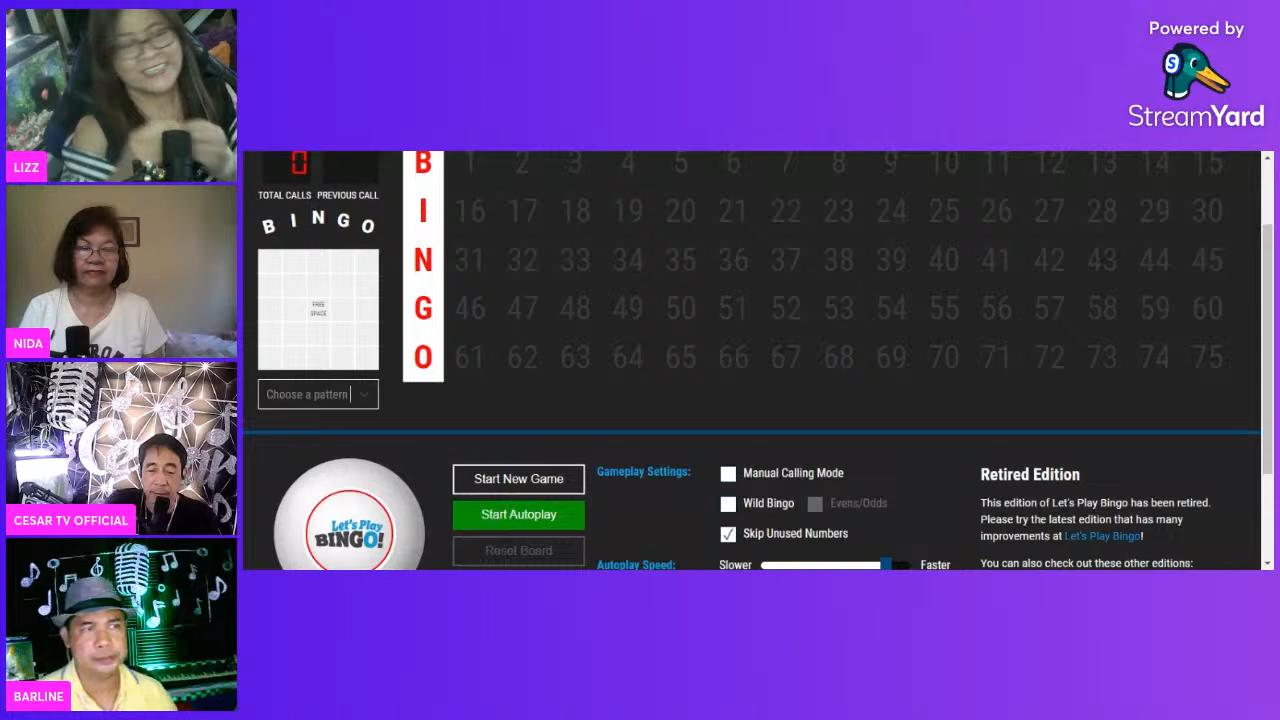 Powered by
StreamYard
LIZZ
NIDA
CESAR TV OFFICIAL
BARLINE
0
TOTAL CALLS PREVIOUS CALL
B I N G O
FREE
SPACE
Choose a pattern
B 1 2 3 4 5 6 7 8 9 10 11 12 13 14 15
I 16 17 18 19 20 21 22 23 24 25 26 27 28 29 30
N 31 32 33 34 35 36 37 38 39 40 41 42 43 44 45
G 46 47 48 49 50 51 52 53 54 55 56 57 58 59 60
O 61 62 63 64 65 66 67 68 69 70 71 72 73 74 75
Let's Play
BINGO!
Start New Game
Start Autoplay
Reset Board
Gameplay Settings:
Manual Calling Mode
Wild Bingo Evens/Odds
Skip Unused Numbers
Autoplay Speed: Slower Faster
Retired Edition
This edition of Let's Play Bingo has been retired.
Please try the latest edition that has many
improvements at Let's Play Bingo!
You can also check out these other editions: